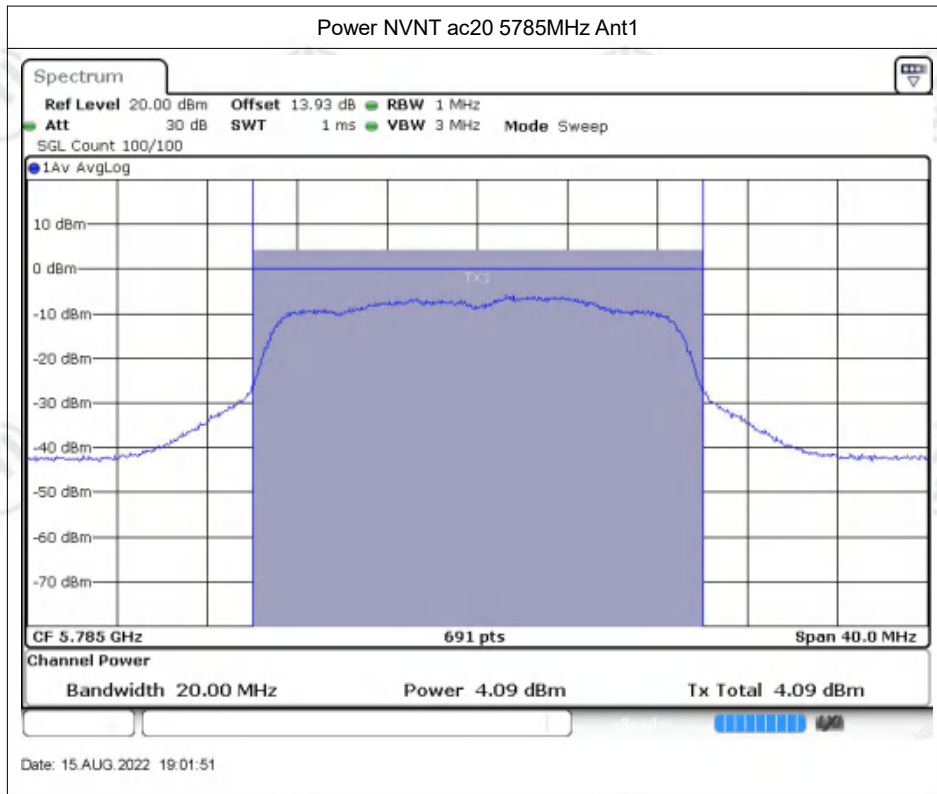 Power NVNT ac20 5785MHz Ant1
Spectrum
Ref Level 20.00 dBm Offset 13.93 dB RBW 1 MHz
Att 30 dB SWT 1 ms VBW 3 MHz Mode Sweep
SGL Count 100/100
1Av AvgLog
10 dBm
0 dBm
TX1
-10 dBm
-20 dBm
-30 dBm
-40 dBm
-50 dBm
-60 dBm
-70 dBm
CF 5.785 GHz 691 pts Span 40.0 MHz
Channel Power
Bandwidth 20.00 MHz Power 4.09 dBm Tx Total 4.09 dBm
Date: 15.AUG.2022 19:01:51